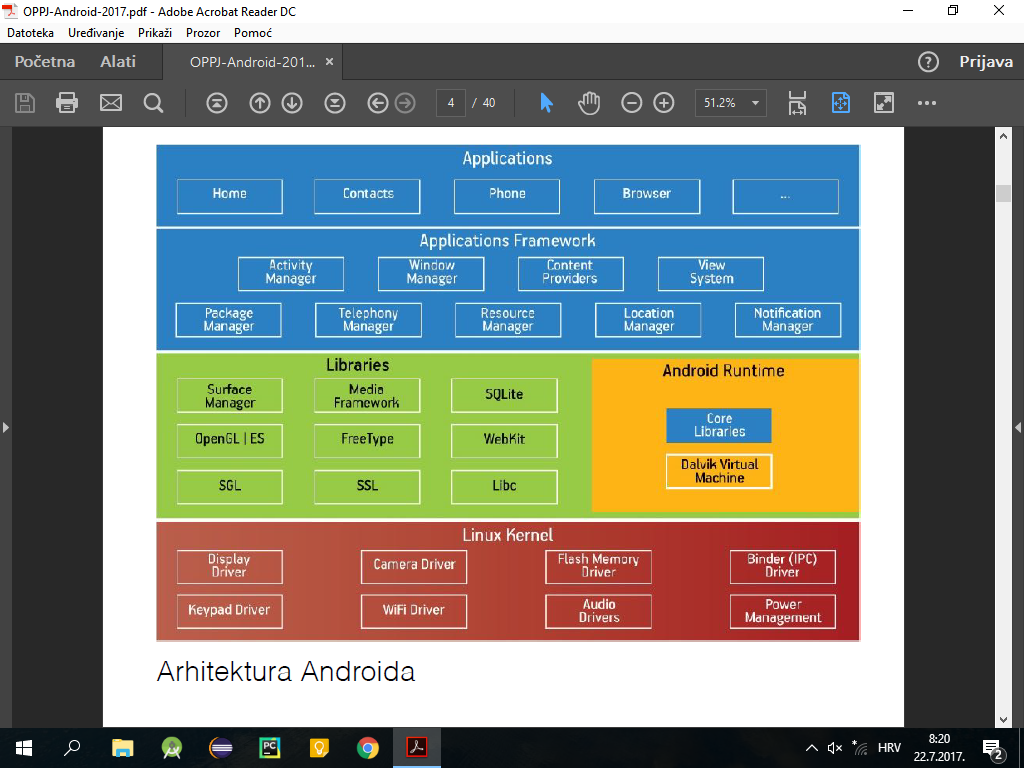 OPPJ-Android-2017.pdf - Adobe Acrobat Reader DC
Datoteka Uređivanje Prikaži Prozor Pomoć
Početna Alati OPPJ-Android-201... × ? Prijava
4 / 40 51.2%
Applications
Home Contacts Phone Browser ...
Applications Framework
Activity Manager Window Manager Content Providers View System
Package Manager Telephony Manager Resource Manager Location Manager Notification Manager
Libraries
Surface Manager Media Framework SQLite
OpenGL | ES FreeType WebKit
SGL SSL Libc
Android Runtime
Core Libraries
Dalvik Virtual Machine
Linux Kernel
Display Driver Camera Driver Flash Memory Driver Binder (IPC) Driver
Keypad Driver WiFi Driver Audio Drivers Power Management
Arhitektura Androida
PC HRV 8:20
22.7.2017. 2